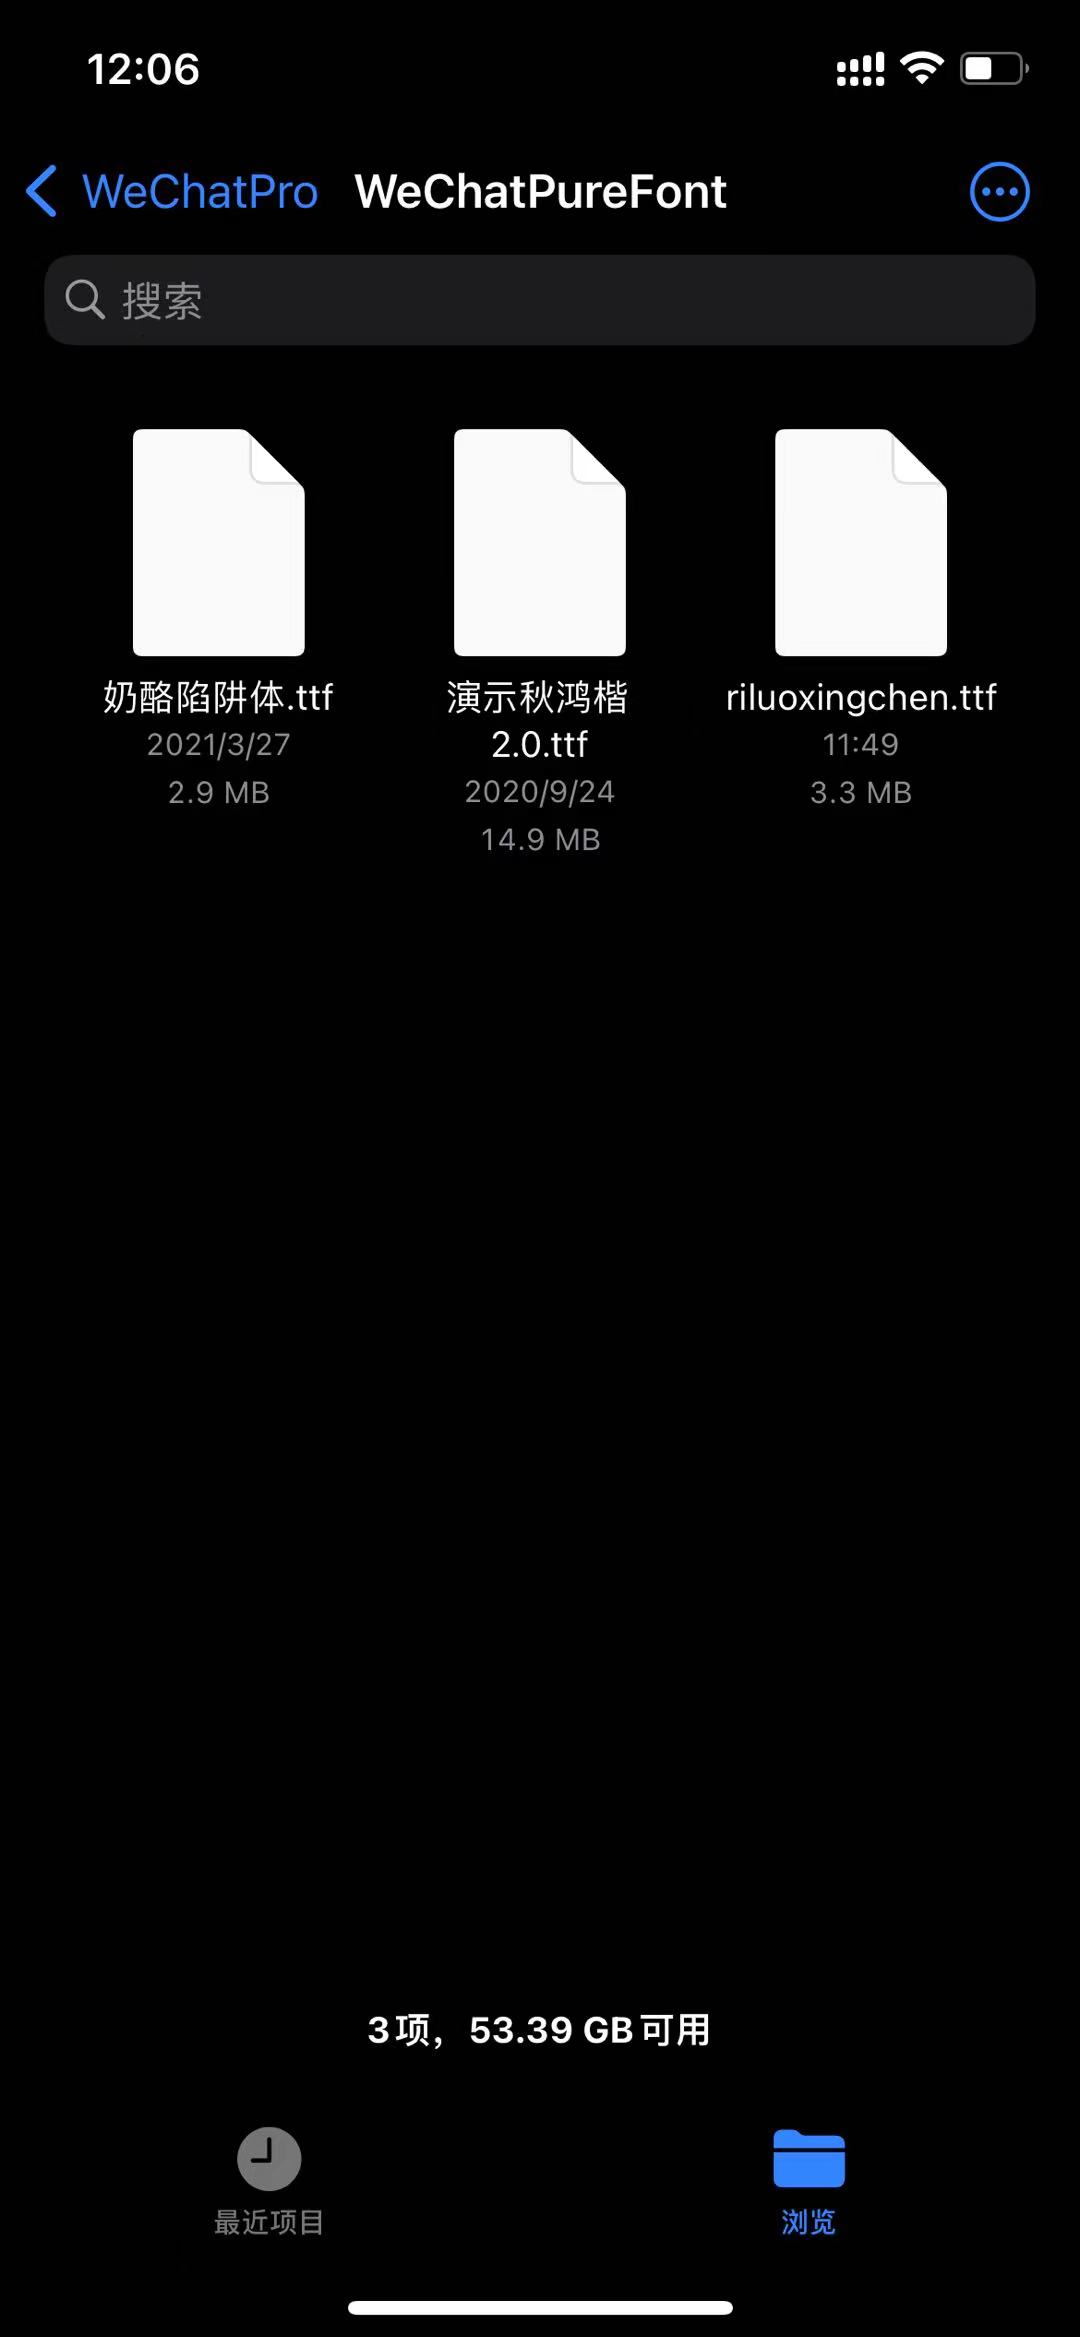 12:06
WeChatPro WeChatPureFont
搜索
奶酪陷阱体.ttf
2021/3/27
2.9 MB
演示秋鸿楷
2.0.ttf
2020/9/24
14.9 MB
riluoxingchen.ttf
11:49
3.3 MB
3项，53.39 GB可用
最近项目
浏览